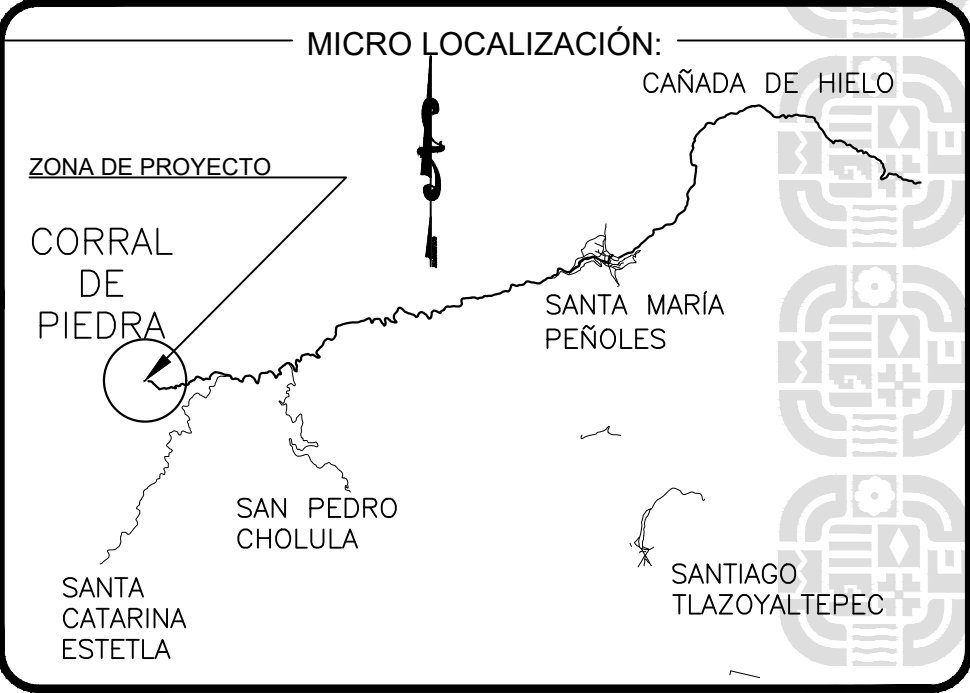 MICRO LOCALIZACIÓN:
CAÑADA DE HIELO
ZONA DE PROYECTO
CORRAL
DE
PIEDRA
SANTA MARÍA
PEÑOLES
SAN PEDRO
CHOLULA
SANTIAGO
TLAZOYALTEPEC
SANTA
CATARINA
ESTETLA